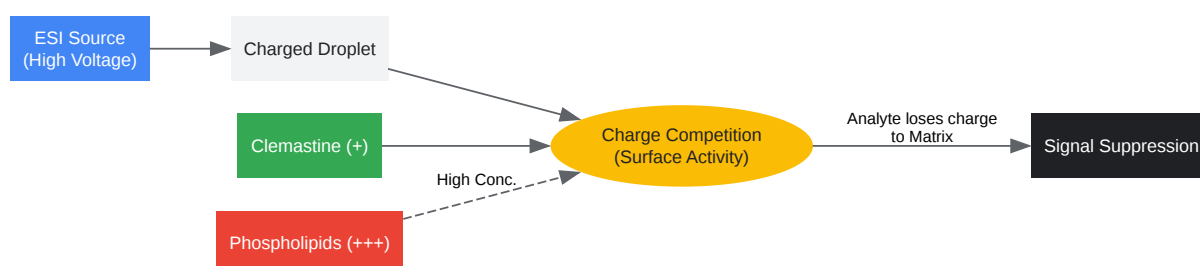 ESI Source
(High Voltage)
Charged Droplet
Clemastine (+)
High Conc.
Phospholipids (+++)
Charge Competition
(Surface Activity)
Analyte loses charge
to Matrix
Signal Suppression